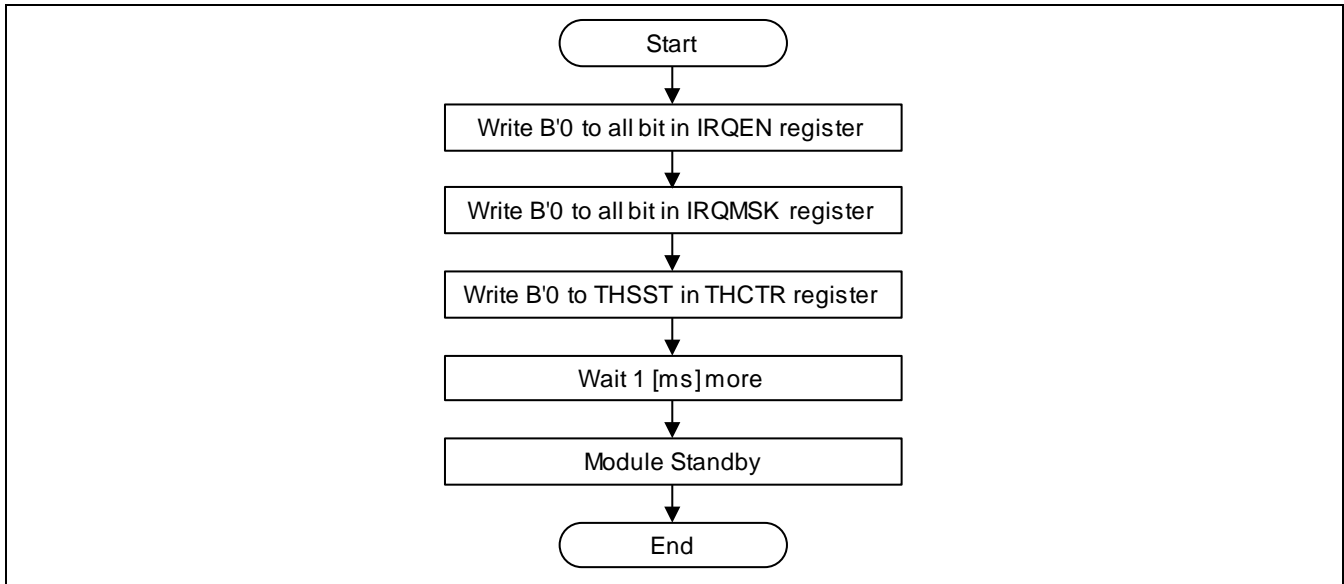 Start
Write B'0 to all bit in IRQEN register
Write B'0 to all bit in IRQMSK register
Write B'0 to THSST in THCTR register
Wait 1 [ms] more
Module Standby
End